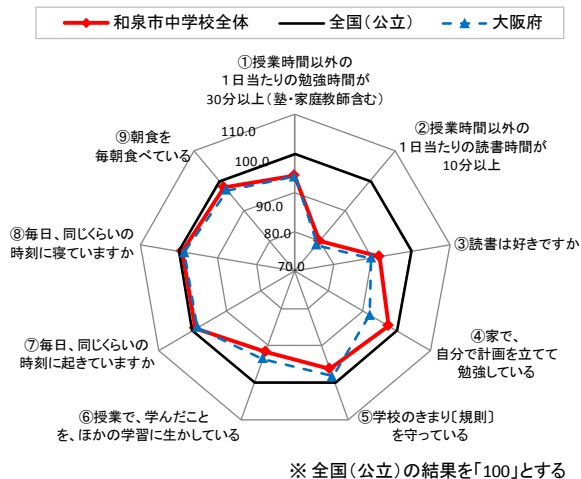 和泉市中学校全体 全国(公立) 大阪府
①授業時間以外の
1日当たりの勉強時間が
30分以上(塾・家庭教師含む)
②授業時間以外の
1日当たりの読書時間が
10分以上
③読書は好きですか
④家で、
自分で計画を立てて
勉強している
⑤学校のきまり〔規則〕
を守っている
⑥授業で、学んだこと
を、ほかの学習に生かしている
⑦毎日、同じくらいの
時刻に起きていますか
⑧毎日、同じくらいの
時刻に寝ていますか
⑨朝食を
毎朝食べている
110.0
100.0
90.0
80.0
70.0
※ 全国(公立)の結果を「100」とする